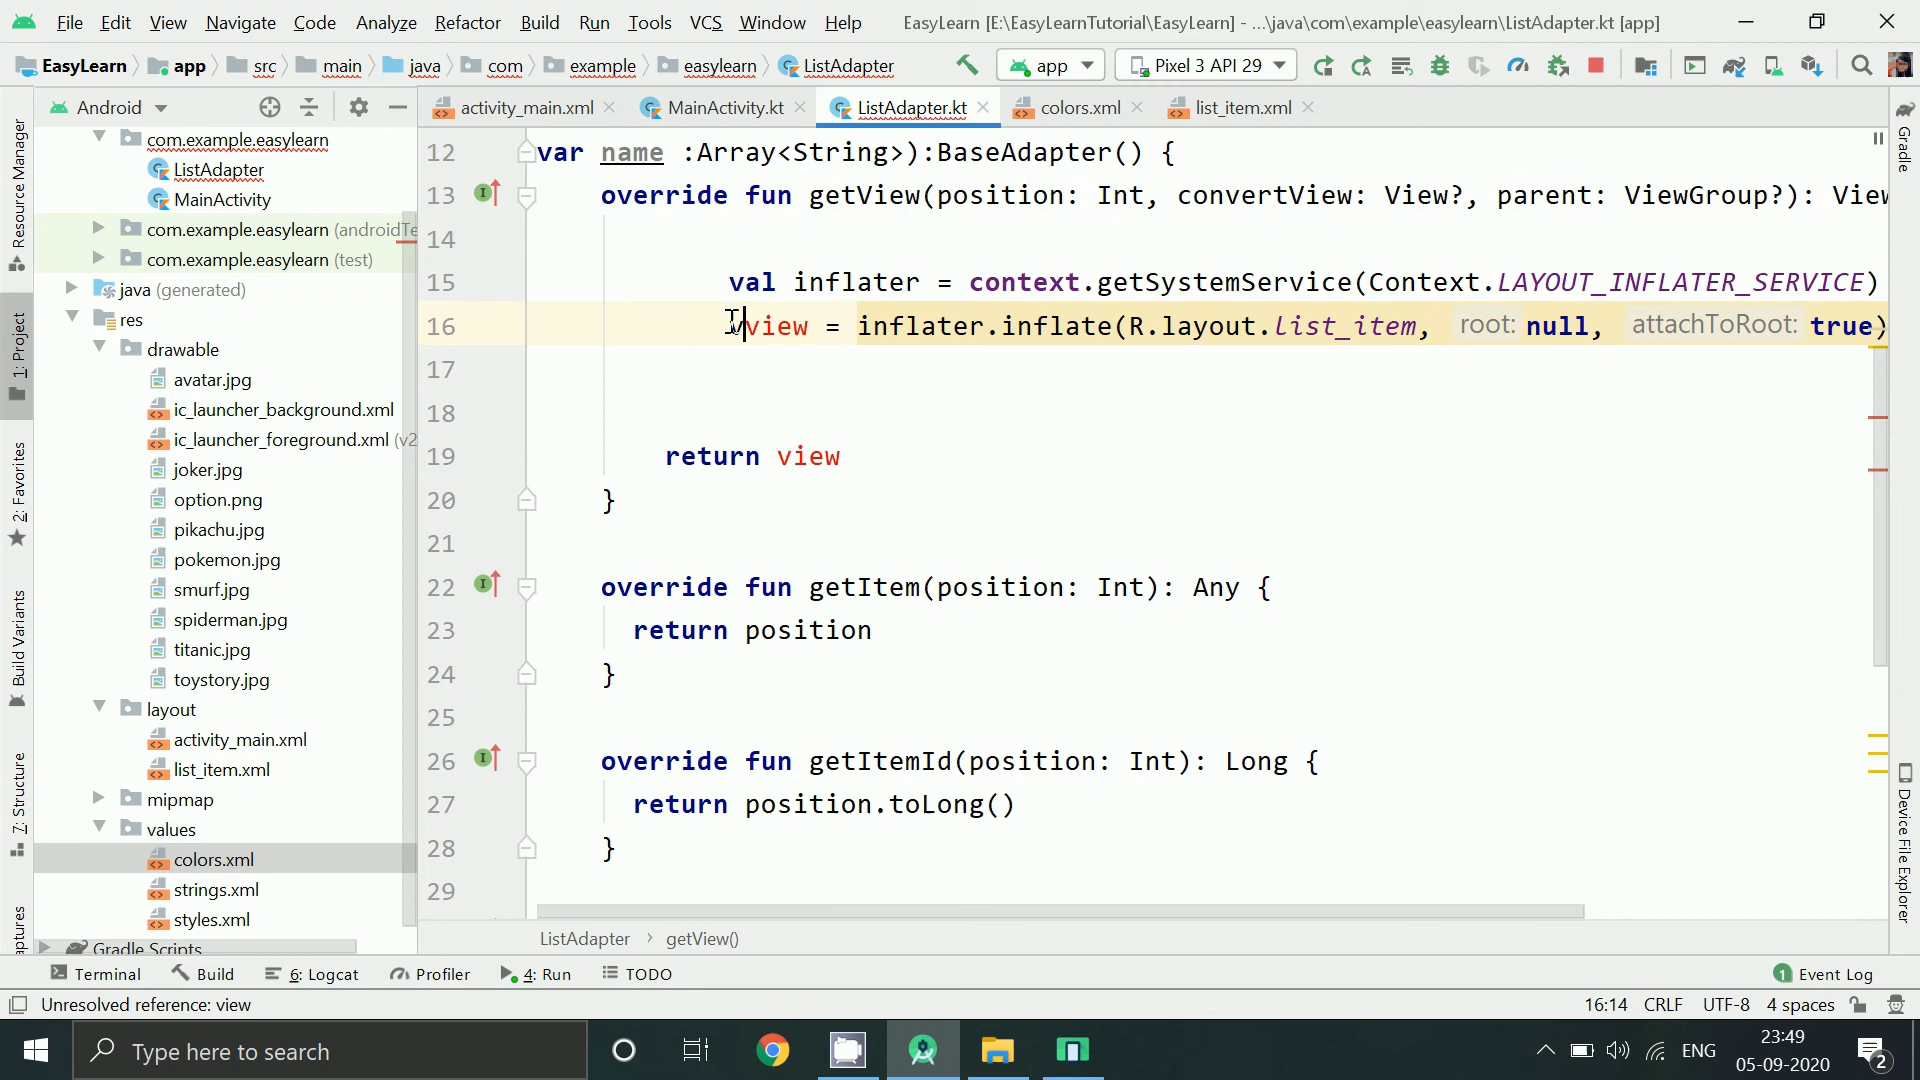 File Edit View Navigate Code Analyze Refactor Build Run Tools VCS Window Help EasyLearn [E:\EasyLearnTutorial\EasyLearn] - ...\java\com\example\easylearn\ListAdapter.kt [app]
EasyLearn app src main java com example easylearn ListAdapter app Pixel 3 API 29
Android
activity_main.xml MainActivity.kt ListAdapter.kt colors.xml list_item.xml
com.example.easylearn
ListAdapter
MainActivity
com.example.easylearn (androidTe
com.example.easylearn (test)
java (generated)
res
drawable
avatar.jpg
ic_launcher_background.xml
ic_launcher_foreground.xml (v2
joker.jpg
option.png
pikachu.jpg
pokemon.jpg
smurf.jpg
spiderman.jpg
titanic.jpg
toystory.jpg
layout
activity_main.xml
list_item.xml
mipmap
values
colors.xml
strings.xml
styles.xml
Gradle Scripts
Resource Manager
1: Project
2: Favorites
Build Variants
7: Structure
aptures
12 var name :Array<String>):BaseAdapter() {
13 override fun getView(position: Int, convertView: View?, parent: ViewGroup?): View
14
15 val inflater = context.getSystemService(Context.LAYOUT_INFLATER_SERVICE)
16 vview = inflater.inflate(R.layout.list_item, root: null, attachToRoot: true)
17
18
19 return view
20 }
21
22 override fun getItem(position: Int): Any {
23 return position
24 }
25
26 override fun getItemId(position: Int): Long {
27 return position.toLong()
28 }
29
ListAdapter › getView()
Gradle
Device File Explorer
Terminal Build 6: Logcat Profiler 4: Run TODO 1 Event Log
Unresolved reference: view 16:14 CRLF UTF-8 4 spaces
Type here to search
ENG
23:49
05-09-2020
2